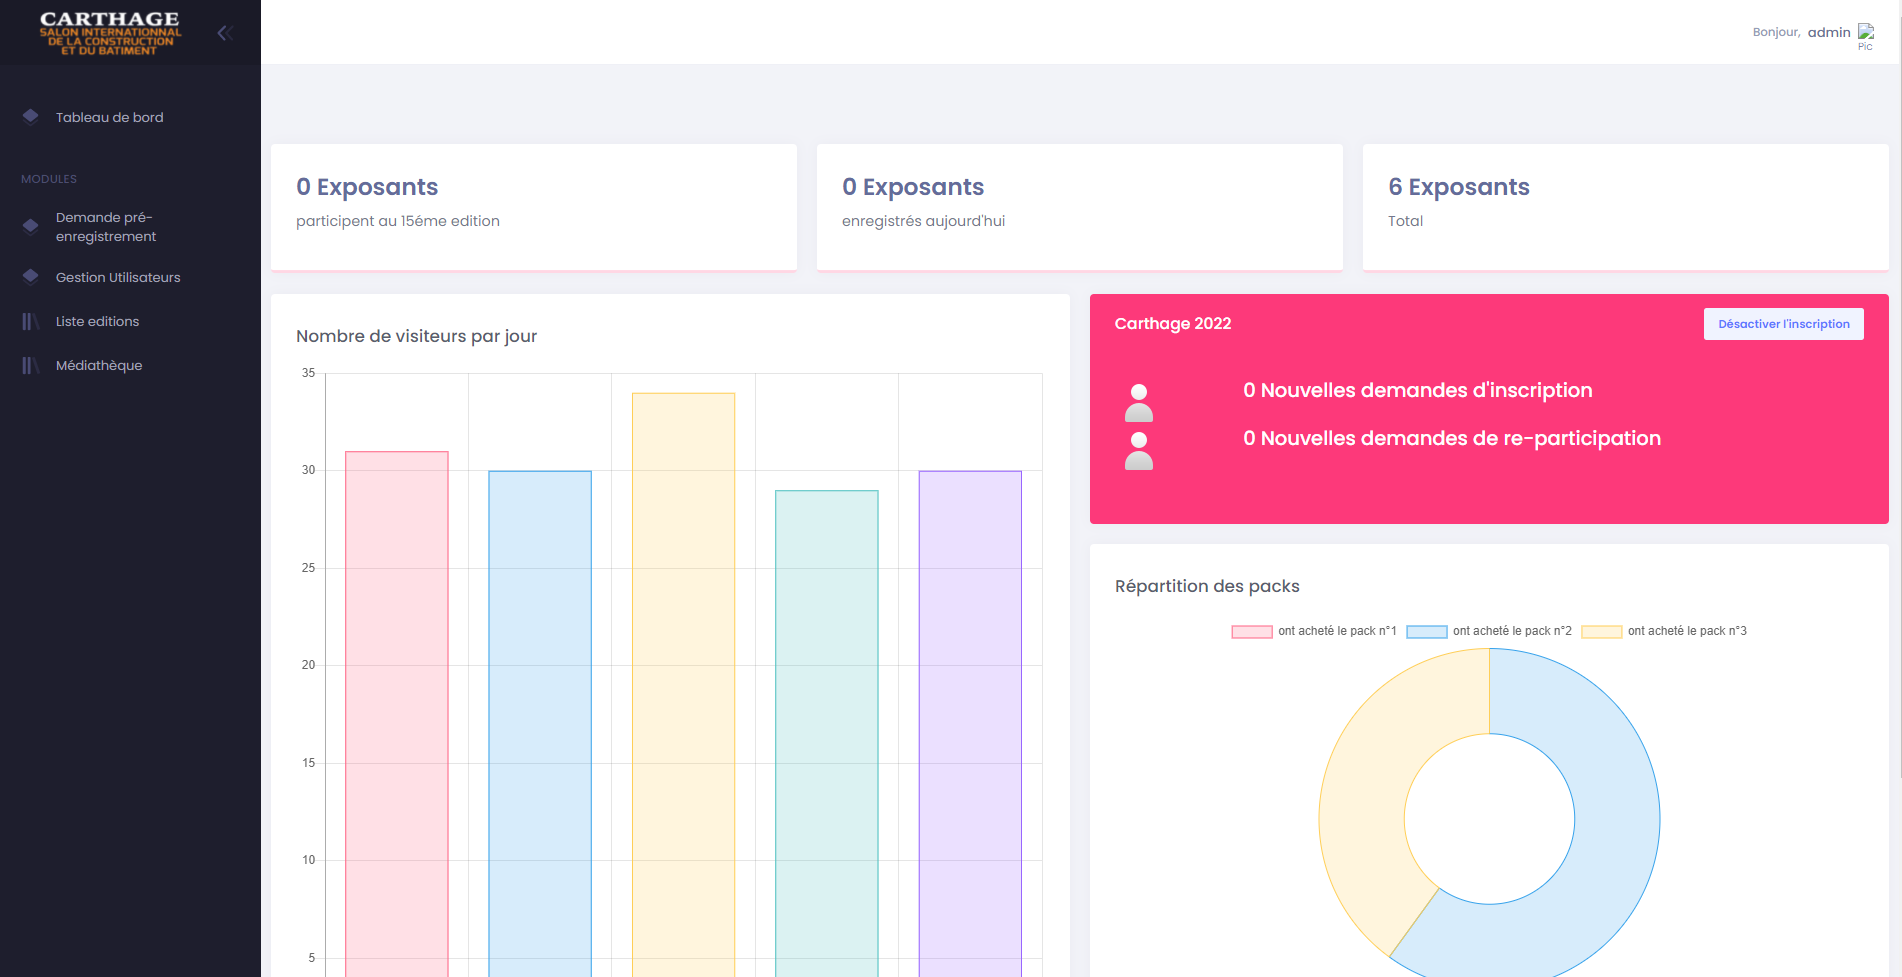 CARTHAGE
SALON INTERNATIONNAL
DE LA CONSTRUCTION
ET DU BATIMENT
Bonjour, admin
Pic
Tableau de bord
MODULES
Demande pré-
enregistrement
Gestion Utilisateurs
Liste editions
Médiathèque
0 Exposants
participent au 15éme edition
0 Exposants
enregistrés aujourd'hui
6 Exposants
Total
Nombre de visiteurs par jour
35
30
25
20
15
10
5
Carthage 2022
Désactiver l'inscription
0 Nouvelles demandes d'inscription
0 Nouvelles demandes de re-participation
Répartition des packs
ont acheté le pack n°1
ont acheté le pack n°2
ont acheté le pack n°3